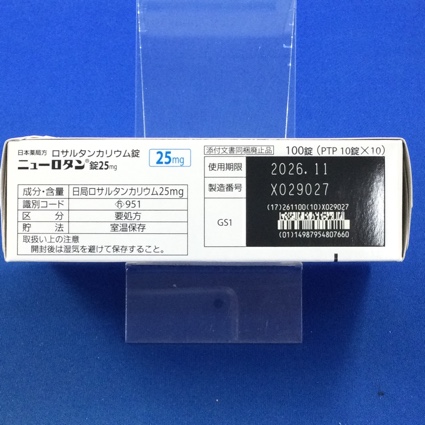 日本薬局方 ロサルタンカリウム錠
ニューロタン®錠25mg
25mg
成分・含量 日局ロサルタンカリウム25mg
識別コード 951
区分 要処方
貯法 室温保存
取扱い上の注意
開封後は湿気を避けて保存すること。
添付文書同梱廃止品
100錠（PTP 10錠×10）
使用期限 2026.11
製造番号 X029027
GS1
(17)261100(10)X029027
(01)14987954807660